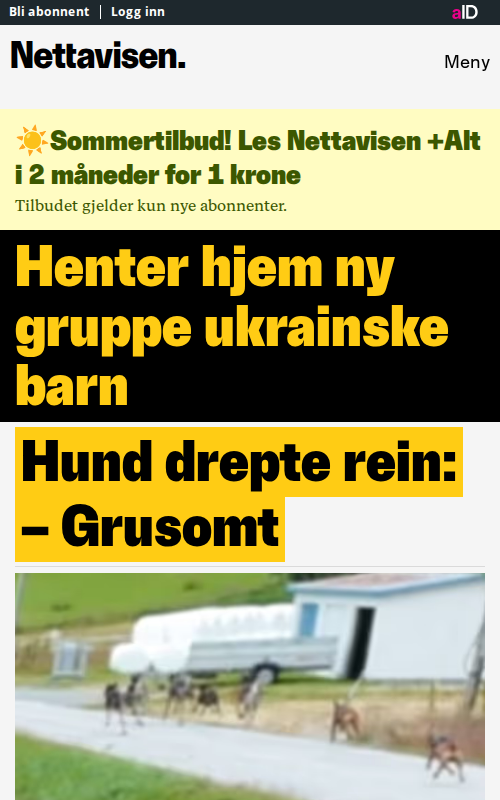 Bli abonnent | Logg inn
aID
Nettavisen.
Meny
☀️Sommertilbud! Les Nettavisen +Alt
i 2 måneder for 1 krone
Tilbudet gjelder kun nye abonnenter.
Henter hjem ny
gruppe ukrainske
barn
Hund drepte rein:
– Grusomt